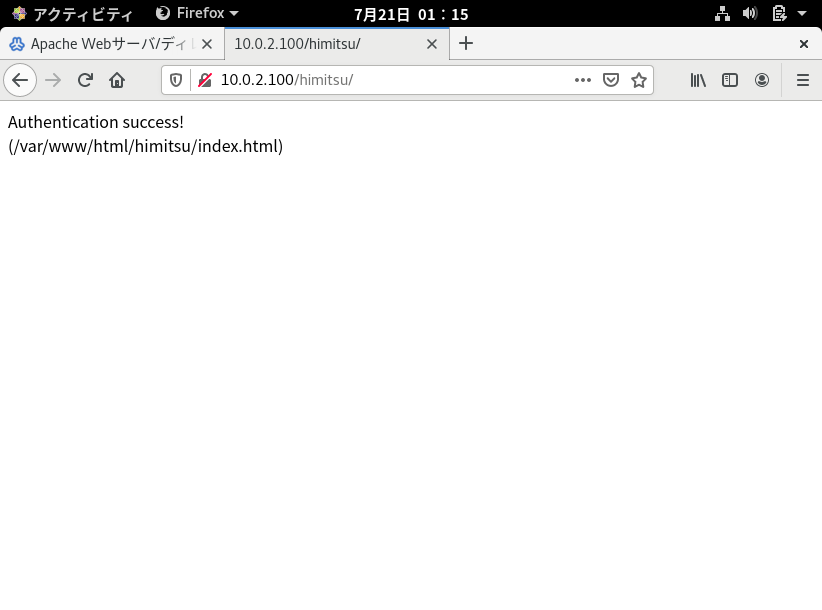 アクティビティ Firefox 7月21日 01：15
Apache Webサーバ/ディ 10.0.2.100/himitsu/
10.0.2.100/himitsu/
Authentication success!
(/var/www/html/himitsu/index.html)